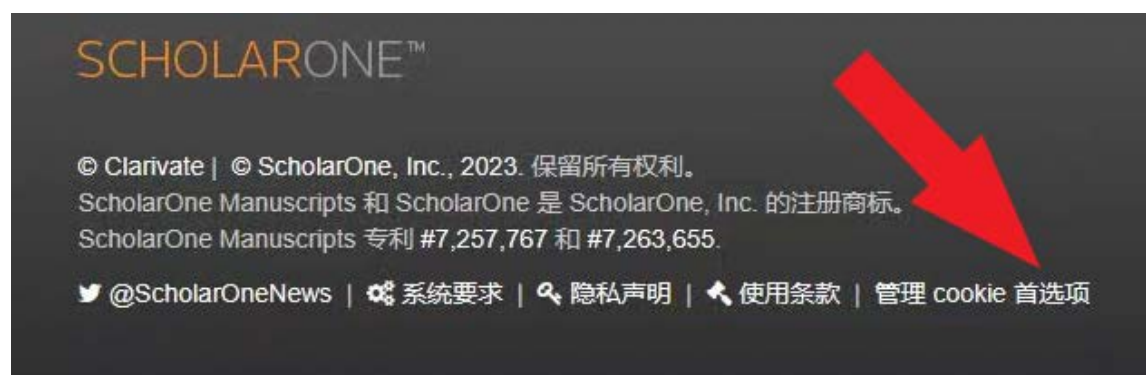 SCHOLARONE™
© Clarivate | © ScholarOne, Inc., 2023. 保留所有权利。
ScholarOne Manuscripts 和 ScholarOne 是 ScholarOne, Inc. 的注册商标。
ScholarOne Manuscripts 专利 #7,257,767 和 #7,263,655.
@ScholarOneNews | 系统要求 | 隐私声明 | 使用条款 | 管理 cookie 首选项